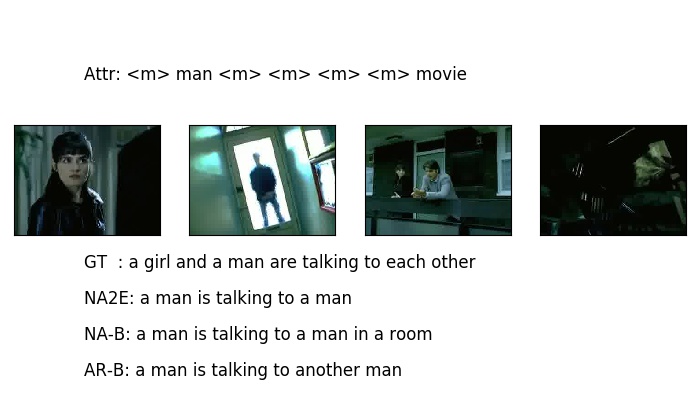 Attr: <m> man <m> <m> <m> <m> movie
GT : a girl and a man are talking to each other
NA2E: a man is talking to a man
NA-B: a man is talking to a man in a room
AR-B: a man is talking to another man